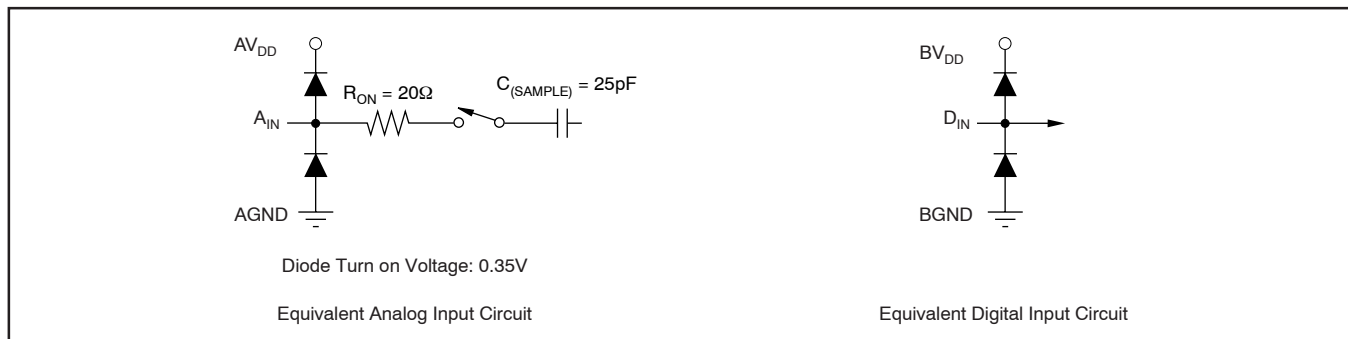 AV_DD
R_ON = 20Ω
C_(SAMPLE) = 25pF
A_IN
AGND
Diode Turn on Voltage: 0.35V
Equivalent Analog Input Circuit
BV_DD
D_IN
BGND
Equivalent Digital Input Circuit